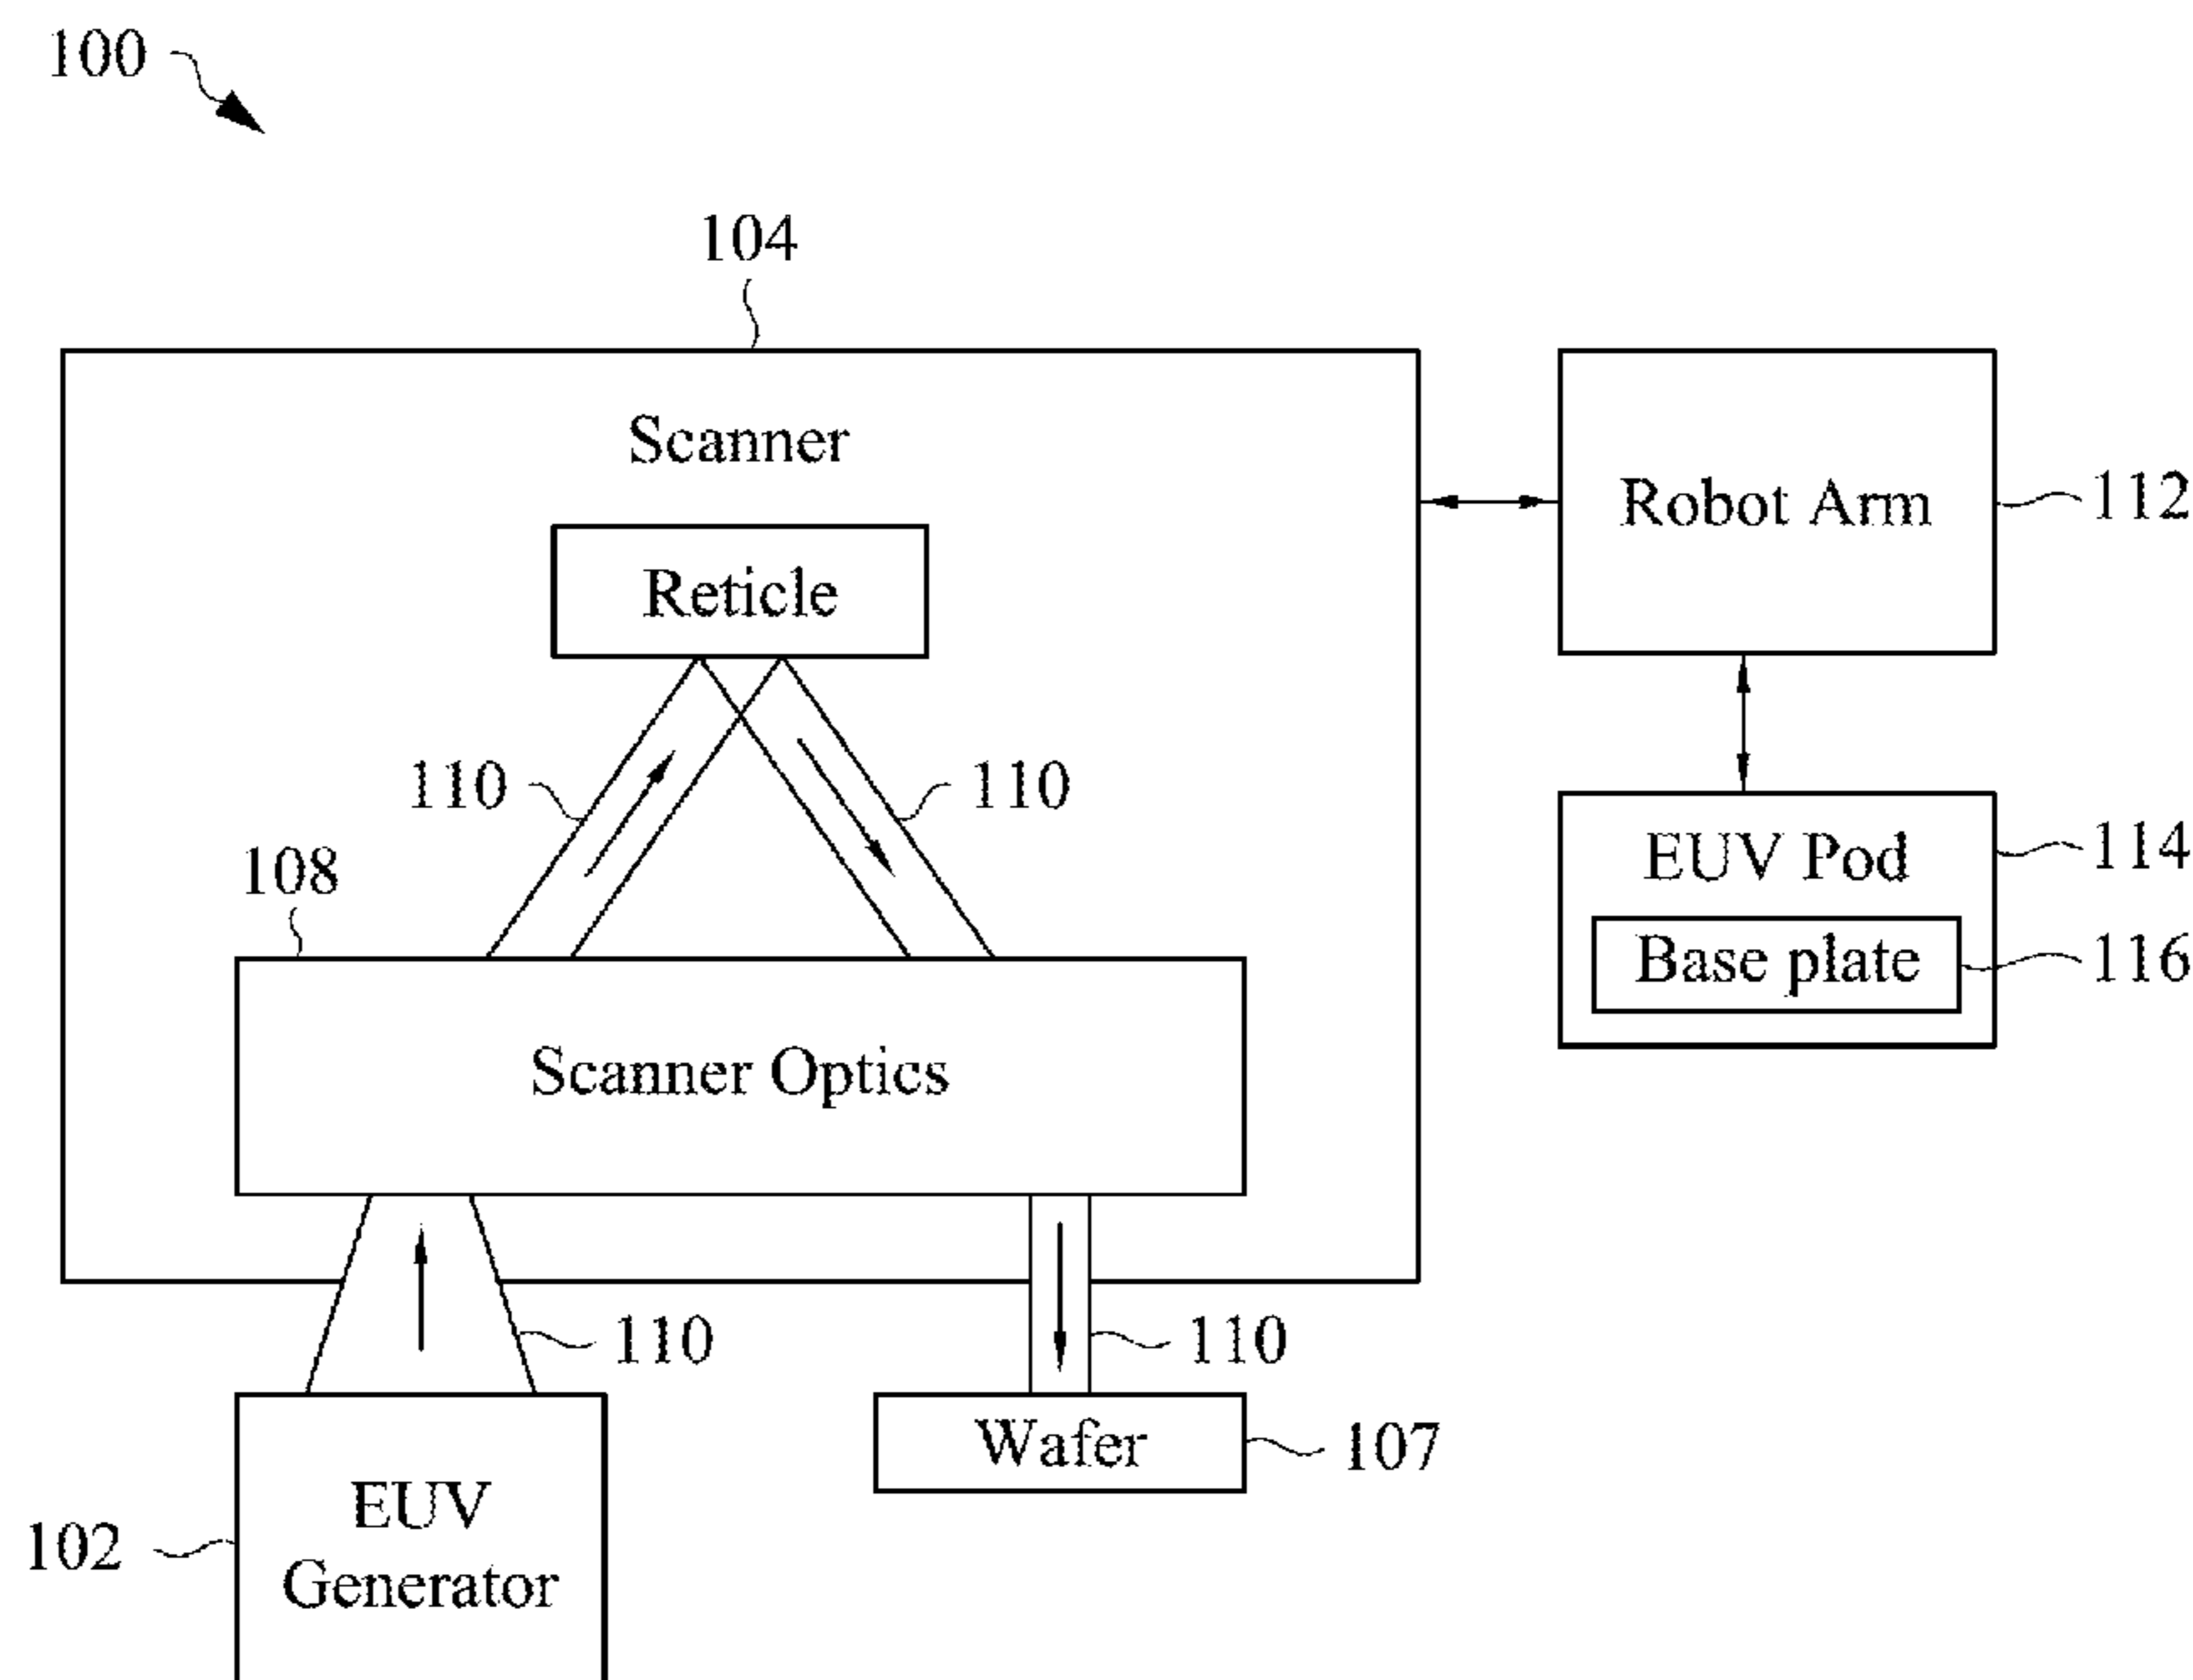 100
104
Scanner
Robot Arm
112
Reticle
110
110
EUV Pod
114
108
Base plate
116
Scanner Optics
110
110
Wafer
107
EUV
Generator
102